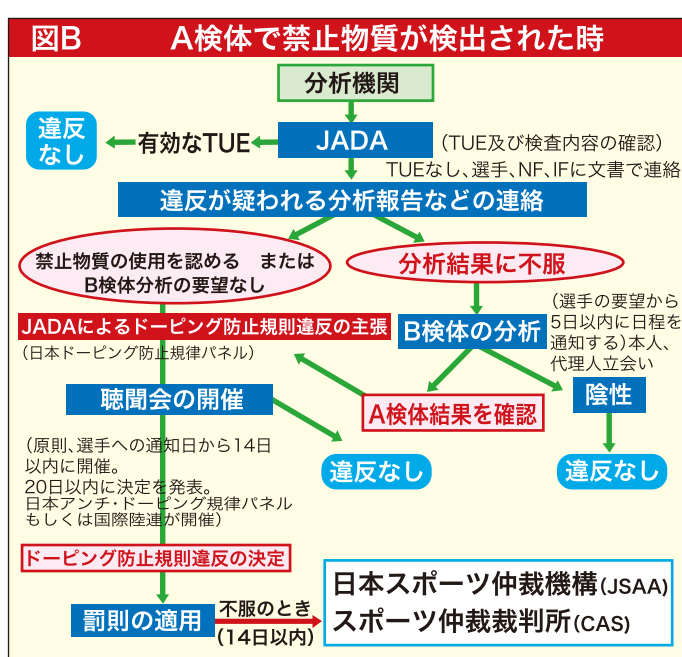 図B A検体で禁止物質が検出された時
分析機関
違反
なし
有効なTUE
JADA
(TUE及び検査内容の確認)
TUEなし、選手、NF、IFに文書で連絡
違反が疑われる分析報告などの連絡
禁止物質の使用を認める または
B検体分析の要望なし
分析結果に不服
JADAによるドーピング防止規則違反の主張
(日本ドーピング防止規律パネル)
B検体の分析
(選手の要望から
5日以内に日程を
通知する)本人、
代理人立会い
聴聞会の開催
A検体結果を確認
陰性
(原則、選手への通知日から14日
以内に開催。
20日以内に決定を発表。
日本アンチ・ドーピング規律パネル
もしくは国際陸連が開催)
違反なし
違反なし
ドーピング防止規則違反の決定
罰則の適用
不服のとき
(14日以内)
日本スポーツ仲裁機構(JSAA)
スポーツ仲裁裁判所(CAS)